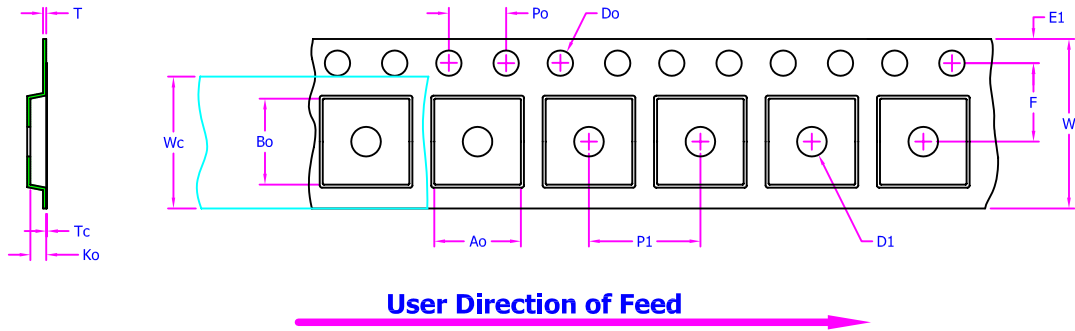 T
Po
Do
E1
Wc
Bo
F
W
Tc
Ko
Ao
P1
D1
User Direction of Feed